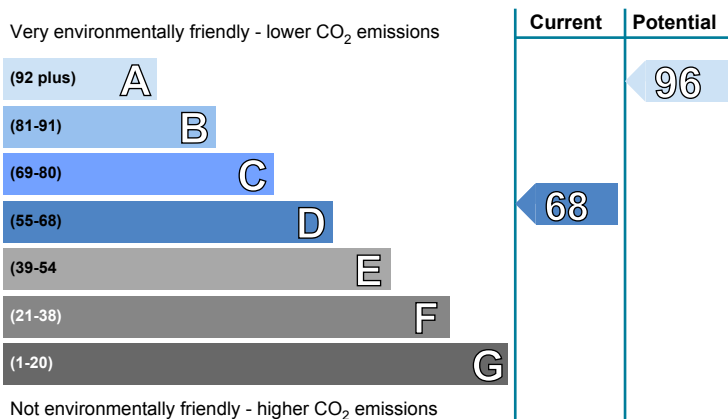 Current Potential
Very environmentally friendly - lower CO2 emissions
(92 plus) A 96
(81-91) B
(69-80) C
(55-68) D 68
(39-54 E
(21-38) F
(1-20) G
Not environmentally friendly - higher CO2 emissions